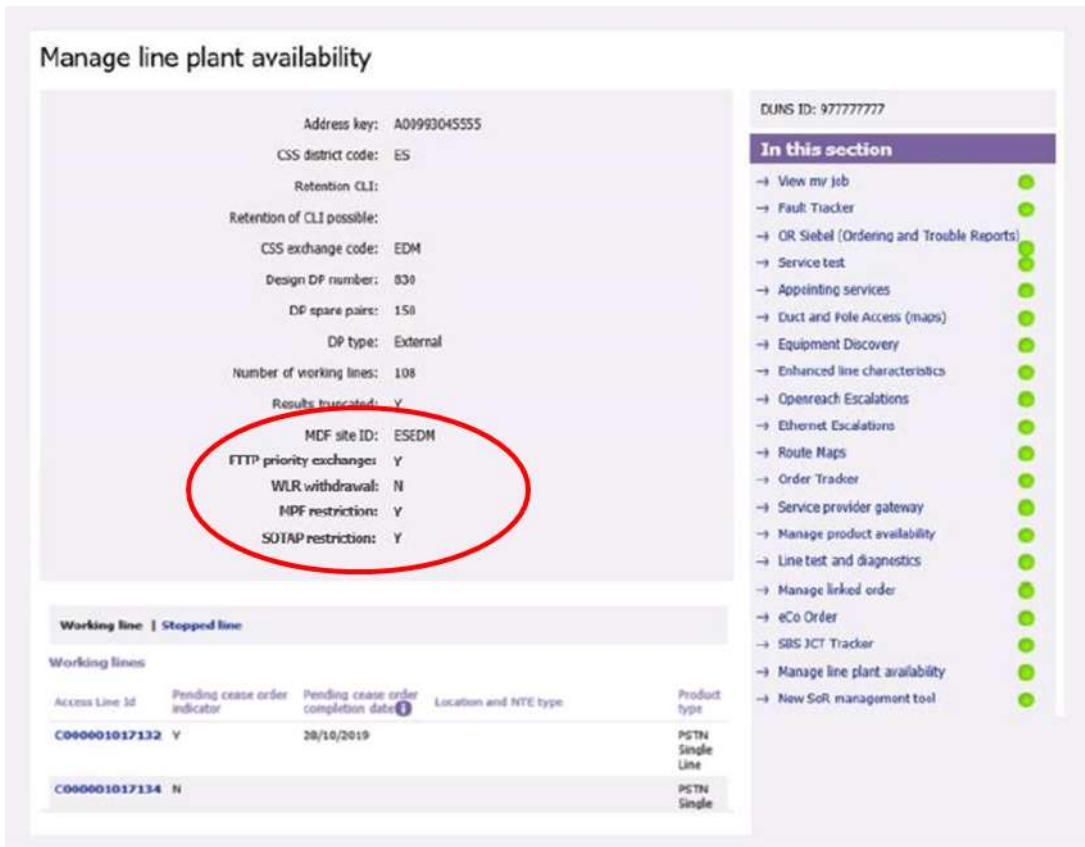 Manage line plant availability
Address key: A00993045555
CSS district code: ES
Retention CLI:
Retention of CLI possible:
CSS exchange code: EDM
Design DP number: 830
DP spare pairs: 150
DP type: External
Number of working lines: 108
Results truncated: Y
MDF site ID: ESEDM
FTTP priority exchange: Y
WLR withdrawal: N
MPF restriction: Y
SOTAP restriction: Y
Working line | Stopped line
Working lines
Access Line Id Pending cease order indicator Pending cease order completion date i Location and NTE type Product type
C000001017132 Y 28/10/2019 PSTN Single Line
C000001017134 N PSTN Single
DUNS ID: 977777777
In this section
→ View my job
→ Fault Tracker
→ OR Siebel (Ordering and Trouble Reports)
→ Service test
→ Appointing services
→ Duct and Pole Access (maps)
→ Equipment Discovery
→ Enhanced line characteristics
→ Openreach Escalations
→ Ethernet Escalations
→ Route Maps
→ Order Tracker
→ Service provider gateway
→ Manage product availability
→ Line test and diagnostics
→ Manage linked order
→ eCo Order
→ SBS JCT Tracker
→ Manage line plant availability
→ New SoR management tool